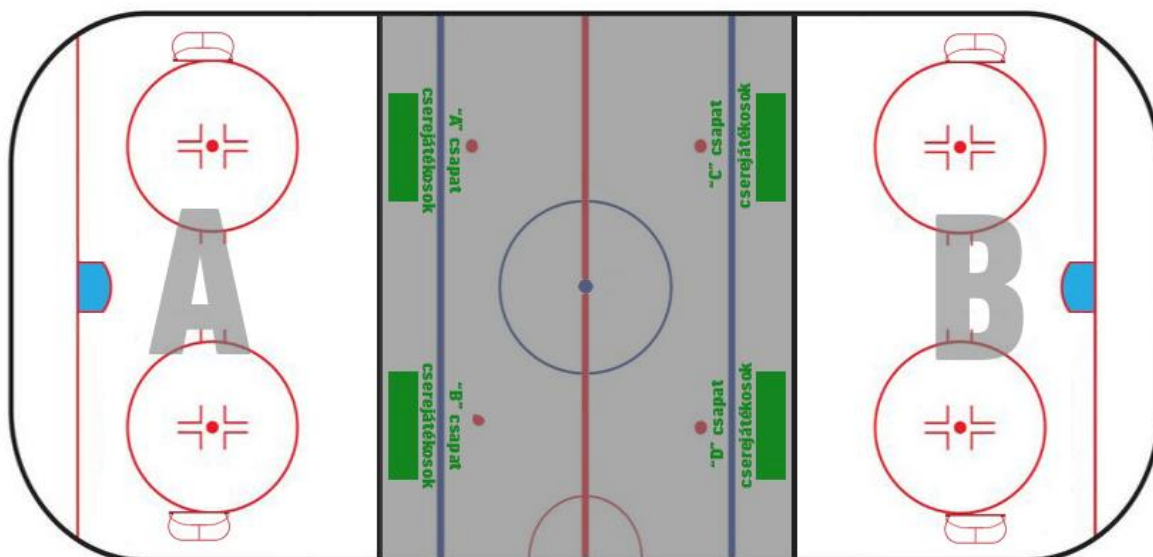 "A" csapat
cserejátékosok
"C" csapat
cserejátékosok
A
B
"B" csapat
cserejátékosok
"D" csapat
cserejátékosok